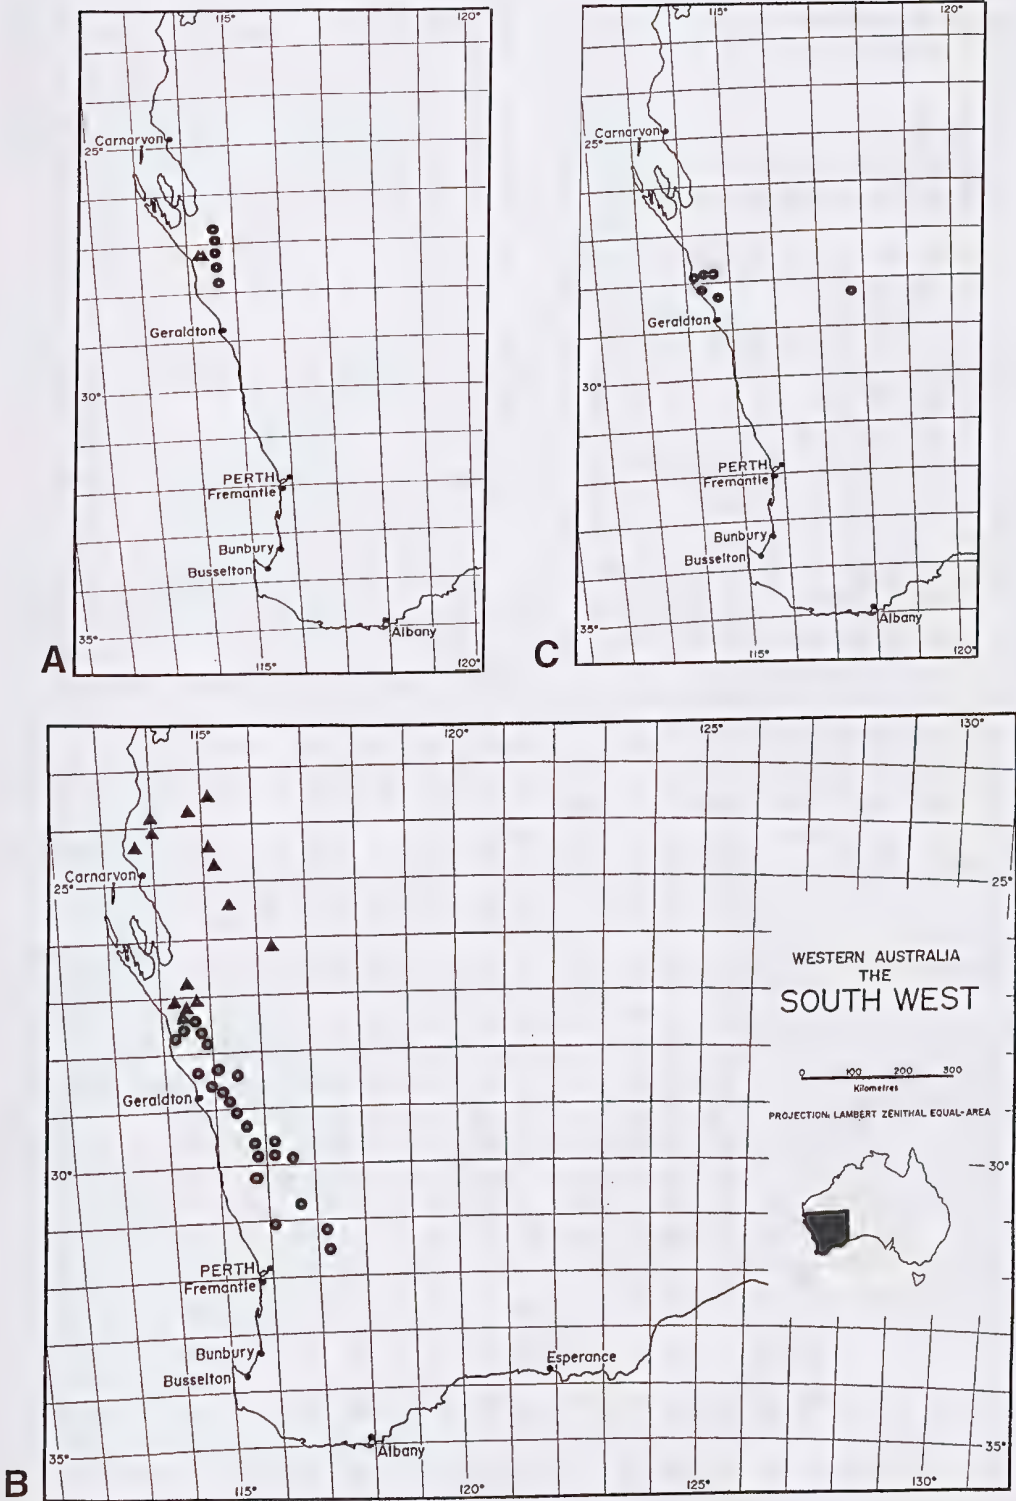 115°
120°
Carnarvon
25°
Geraldton
30°
PERTH
Fremantle
Bunbury
Busselton
Albany
35°
115°
120°
A
115°
120°
Carnarvon
25°
Geraldton
30°
PERTH
Fremantle
Bunbury
Busselton
Albany
35°
115°
120°
C
115°
120°
125°
130°
Carnarvon
25°
25°
WESTERN AUSTRALIA
THE
SOUTH WEST
0 100 200 300
Kilometres
PROJECTION: LAMBERT ZENITHAL EQUAL-AREA
Geraldton
30°
30°
PERTH
Fremantle
Bunbury
Busselton
Esperance
Albany
35°
35°
115°
120°
125°
130°
B